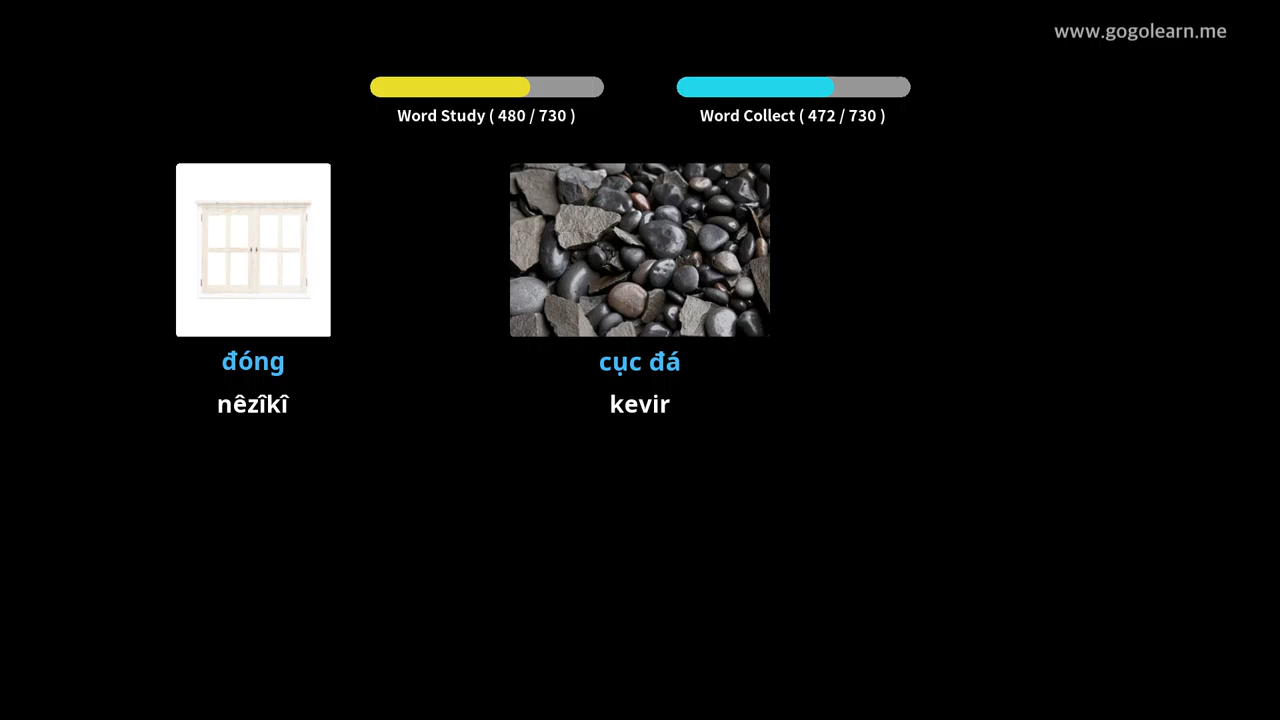 www.gogolearn.me
Word Study ( 480 / 730 )
Word Collect ( 472 / 730 )
đóng
cục đá
nêzîkî
kevir